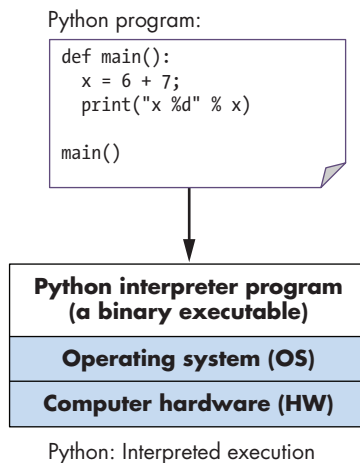 Python program:
def main():
  x = 6 + 7;
  print("x %d" % x)
main()
Python interpreter program
(a binary executable)
Operating system (OS)
Computer hardware (HW)
Python: Interpreted execution